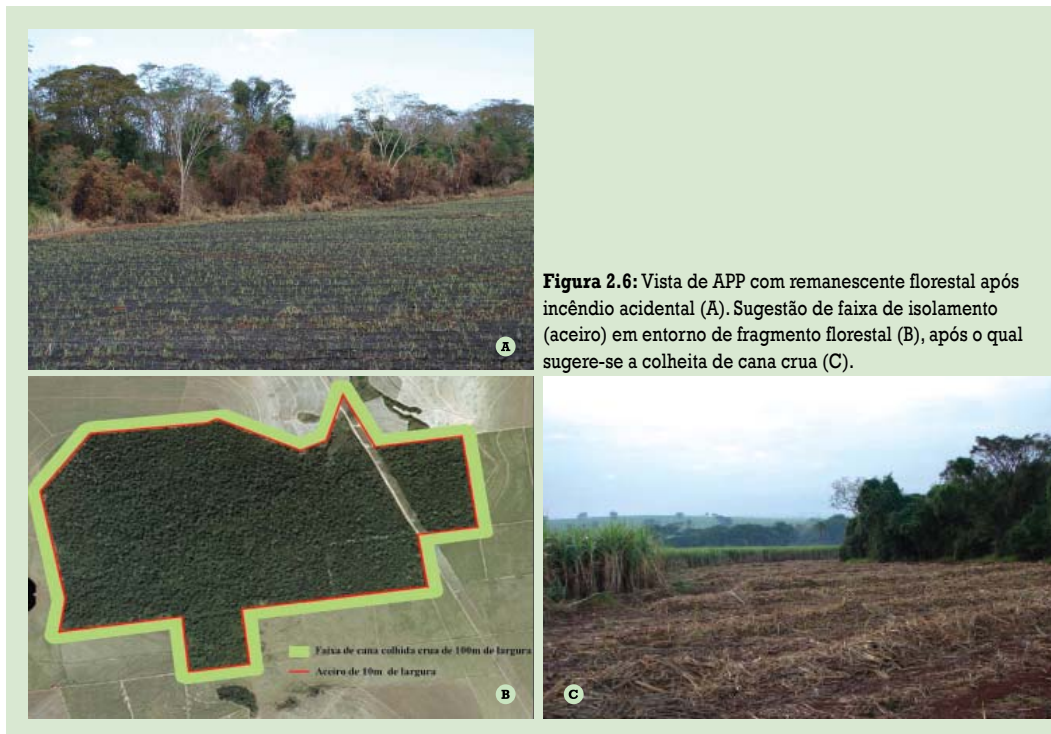 A
Figura 2.6: Vista de APP com remanescente florestal após
incêndio acidental (A). Sugestão de faixa de isolamento
(aceiro) em entorno de fragmento florestal (B), após o qual
sugere-se a colheita de cana crua (C).
Faixa de cana colhida crua de 100m de largura
Aceiro de 10m de largura
B
C